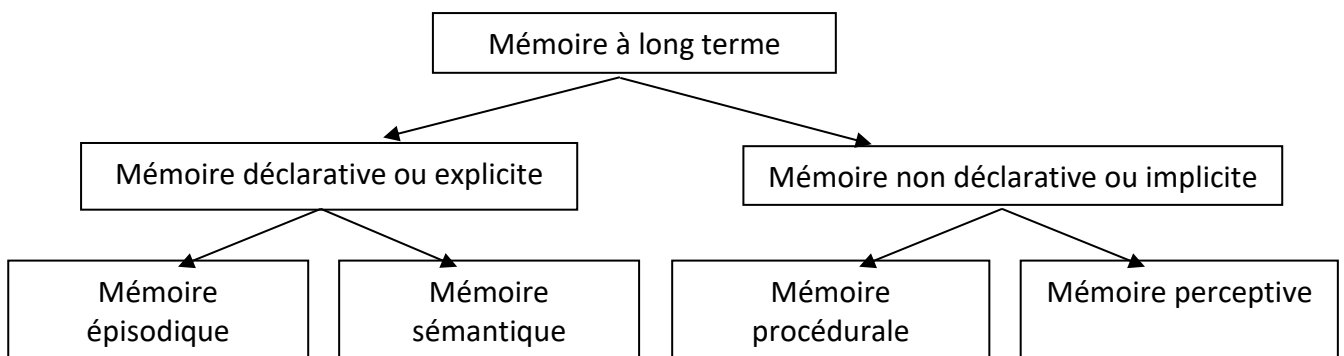 Mémoire à long terme
Mémoire déclarative ou explicite
Mémoire non déclarative ou implicite
Mémoire
épisodique
Mémoire
sémantique
Mémoire
procédurale
Mémoire perceptive